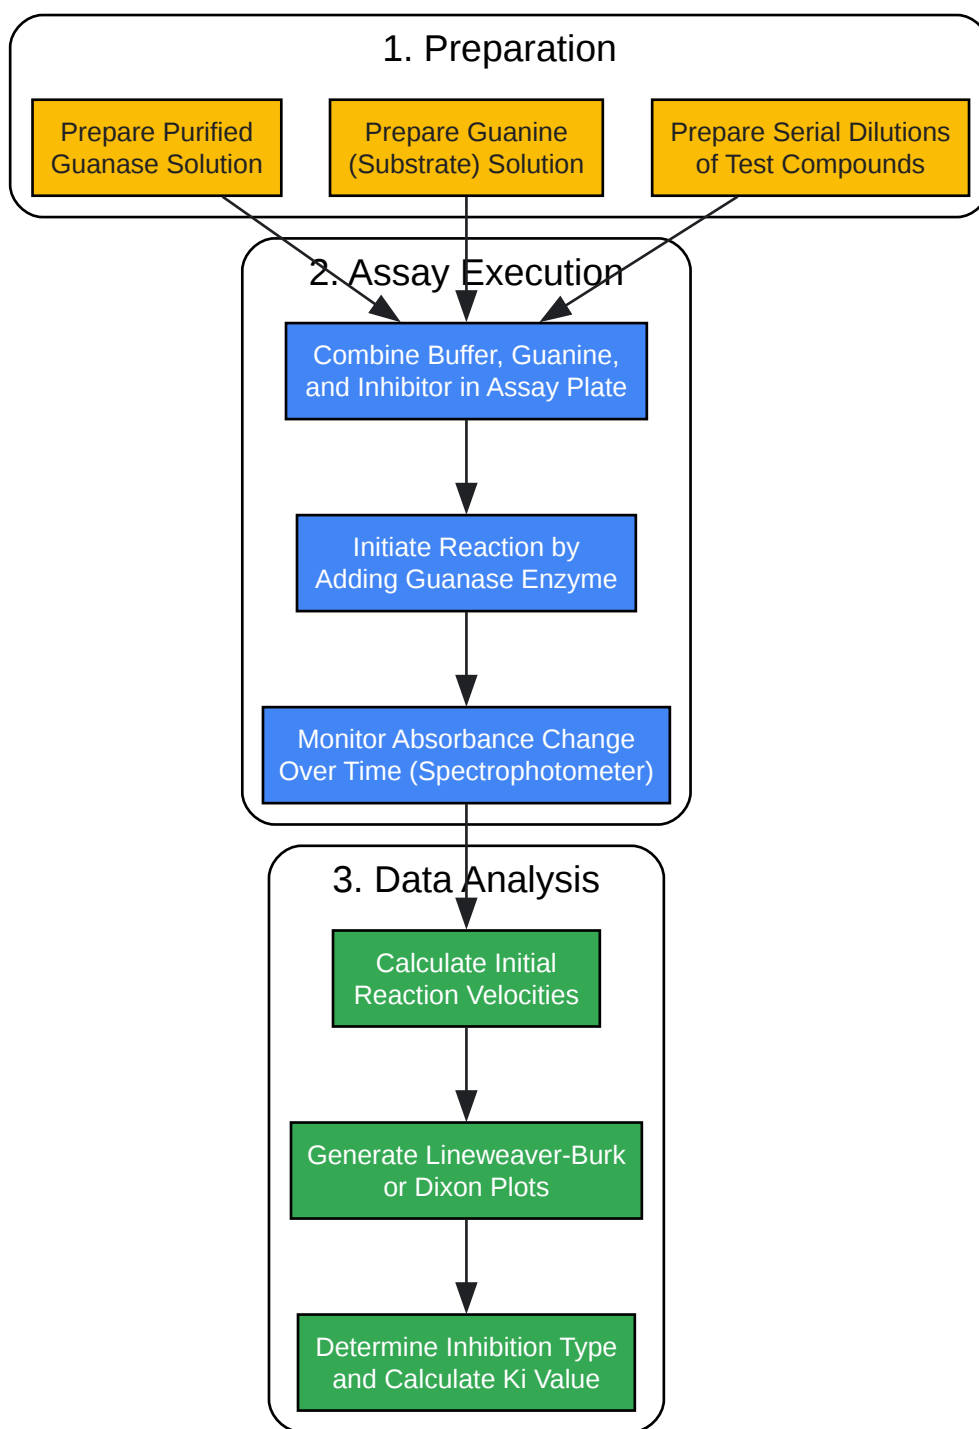 1. Preparation
Prepare Purified
Guanase Solution
Prepare Guanine
(Substrate) Solution
Prepare Serial Dilutions
of Test Compounds
2. Assay Execution
Combine Buffer, Guanine,
and Inhibitor in Assay Plate
Initiate Reaction by
Adding Guanase Enzyme
Monitor Absorbance Change
Over Time (Spectrophotometer)
3. Data Analysis
Calculate Initial
Reaction Velocities
Generate Lineweaver-Burk
or Dixon Plots
Determine Inhibition Type
and Calculate Ki Value